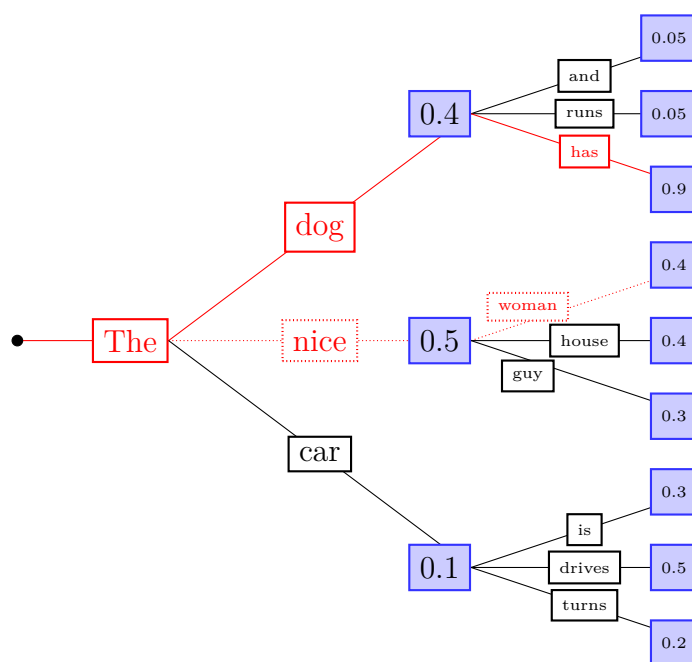 0.05
and
0.4
runs
0.05
has
0.9
dog
0.4
woman
The
nice
0.5
house
0.4
guy
0.3
car
0.3
is
0.1
drives
0.5
turns
0.2